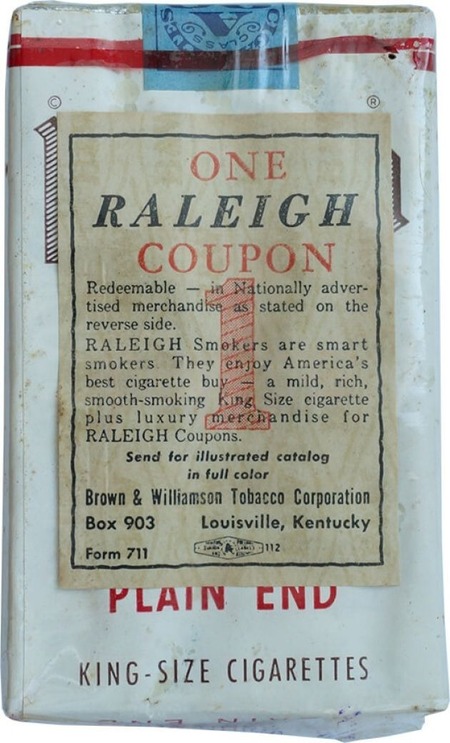 CLASS
©
®
ONE
RALEIGH
COUPON
1
Redeemable — in Nationally adver-
tised merchandise as stated on the
reverse side.
RALEIGH Smokers are smart
smokers. They enjoy America's
best cigarette buy — a mild, rich,
smooth-smoking King Size cigarette
plus luxury merchandise for
RALEIGH Coupons.
Send for illustrated catalog
in full color
Brown & Williamson Tobacco Corporation
Box 903 Louisville, Kentucky
Form 711 112
PLAIN END
KING-SIZE CIGARETTES